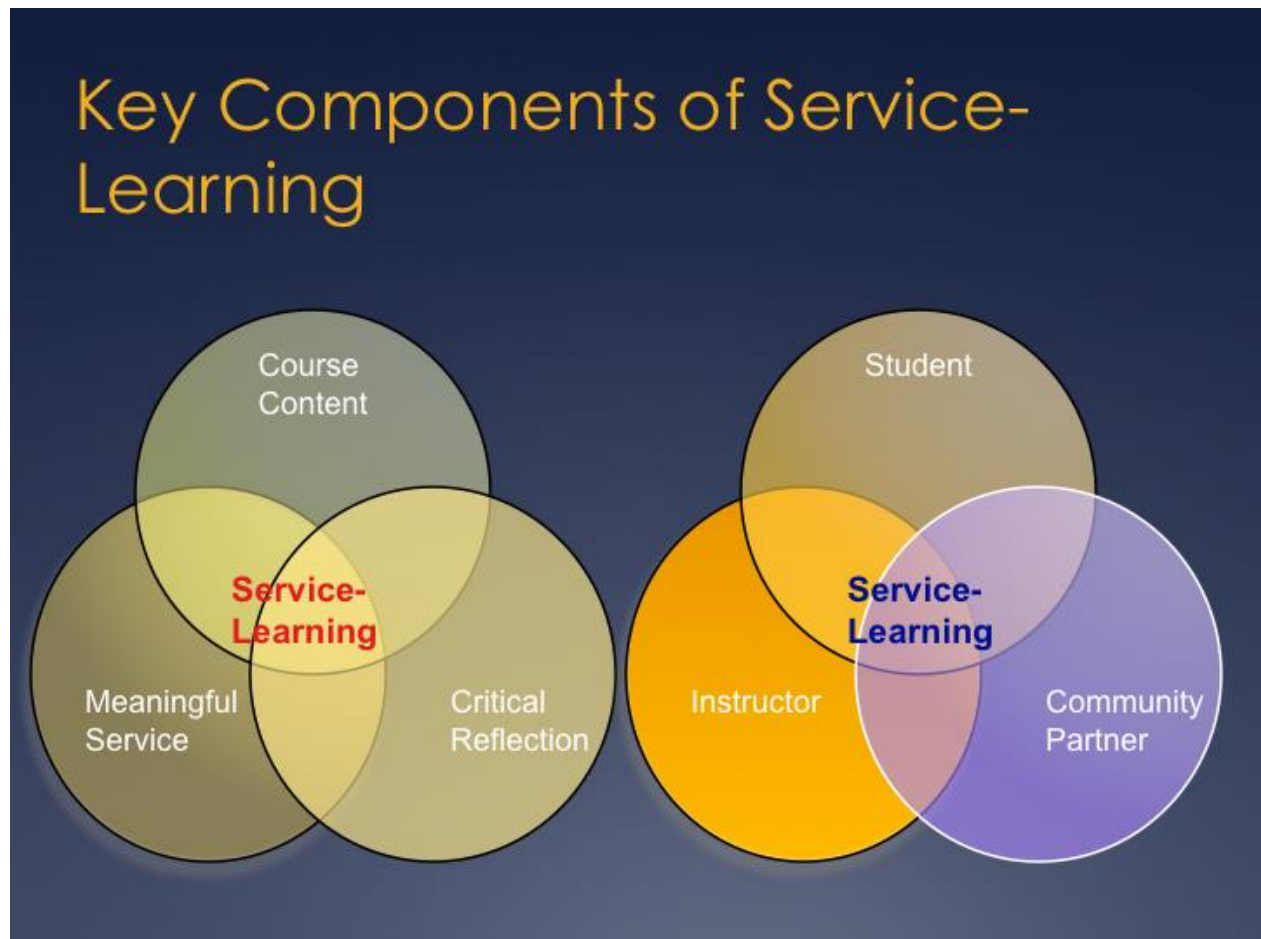 Key Components of Service-
Learning
Course
Content
Service-
Learning
Meaningful
Service
Critical
Reflection
Student
Service-
Learning
Instructor
Community
Partner